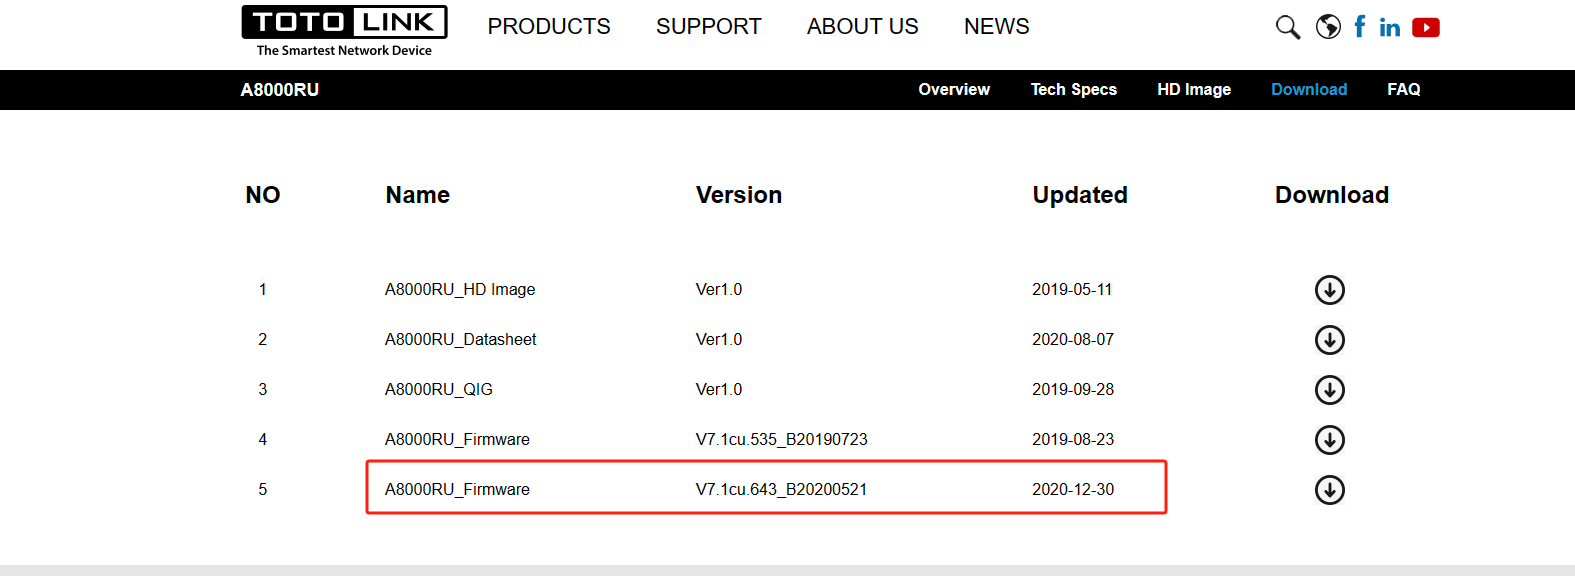 TOTO LINK PRODUCTS SUPPORT ABOUT US NEWS
The Smartest Network Device
A8000RU Overview Tech Specs HD Image Download FAQ
NO Name Version Updated Download
1 A8000RU_HD Image Ver1.0 2019-05-11
2 A8000RU_Datasheet Ver1.0 2020-08-07
3 A8000RU_QIG Ver1.0 2019-09-28
4 A8000RU_Firmware V7.1cu.535_B20190723 2019-08-23
5 A8000RU_Firmware V7.1cu.643_B20200521 2020-12-30